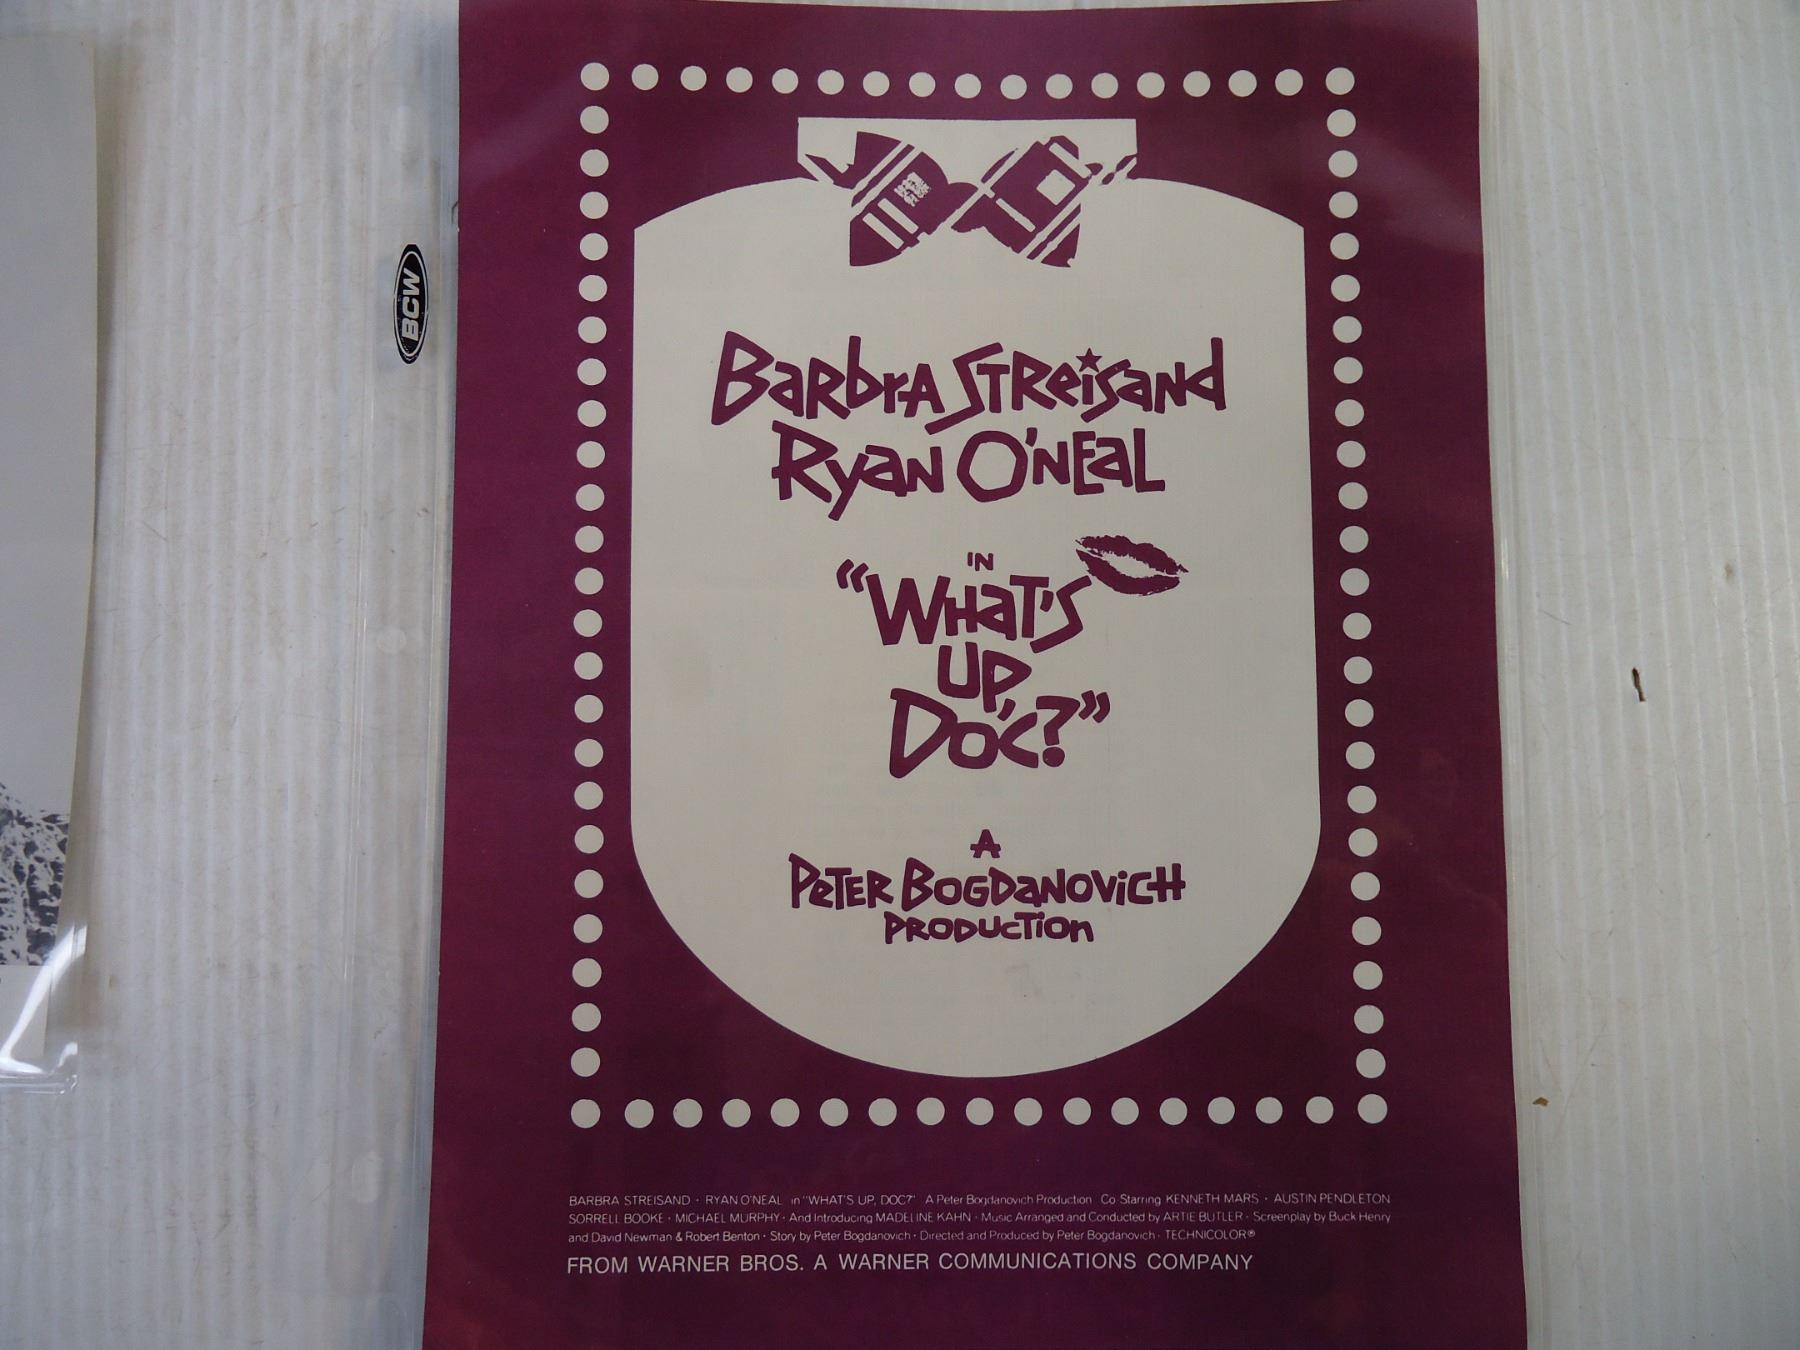 BCW
Barbra Streisand
Ryan O'Neal
IN
"What's
Up,
Doc?"
A
Peter Bogdanovich
Production
BARBRA STREISAND · RYAN O'NEAL in "WHAT'S UP, DOC?" A Peter Bogdanovich Production Co-Starring KENNETH MARS · AUSTIN PENDLETON
SORRELL BOOKE · MICHAEL MURPHY · And Introducing MADELINE KAHN · Music Arranged and Conducted by ARTIE BUTLER · Screenplay by Buck Henry
and David Newman & Robert Benton · Story by Peter Bogdanovich · Directed and Produced by Peter Bogdanovich · TECHNICOLOR®
FROM WARNER BROS. A WARNER COMMUNICATIONS COMPANY